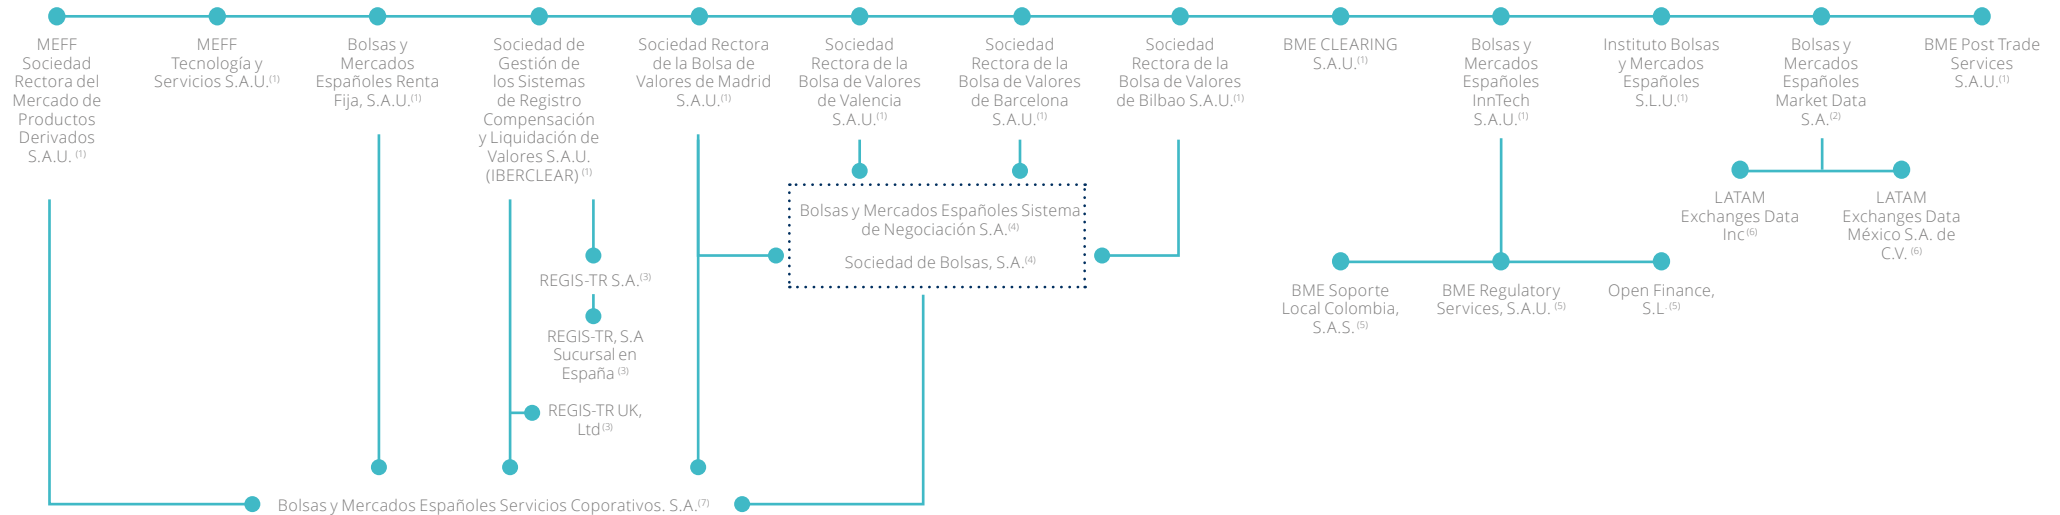 MEFF
Sociedad
Rectora del
Mercado de
Productos
Derivados
S.A.U. (1)
MEFF
Tecnología y
Servicios S.A.U.(1)
Bolsas y
Mercados
Españoles Renta
Fija, S.A.U.(1)
Sociedad de
Gestión de
los Sistemas
de Registro
Compensación
y Liquidación de
Valores S.A.U.
(IBERCLEAR) (1)
Sociedad Rectora
de la Bolsa de
Valores de Madrid
S.A.U.(1)
Sociedad
Rectora de la
Bolsa de Valores
de Valencia
S.A.U.(1)
Sociedad
Rectora de la
Bolsa de Valores
de Barcelona
S.A.U.(1)
Sociedad
Rectora de la
Bolsa de Valores
de Bilbao S.A.U.(1)
BME CLEARING
S.A.U.(1)
Bolsas y
Mercados
Españoles
InnTech
S.A.U.(1)
Instituto Bolsas
y Mercados
Españoles
S.L.U.(1)
Bolsas y
Mercados
Españoles
Market Data
S.A.(2)
BME Post Trade
Services
S.A.U.(1)
Bolsas y Mercados Españoles Sistema
de Negociación S.A.(4)
Sociedad de Bolsas, S.A.(4)
LATAM
Exchanges Data
Inc(6)
LATAM
Exchanges Data
México S.A. de
C.V. (6)
REGIS-TR S.A.(3)
REGIS-TR, S.A
Sucursal en
España (3)
REGIS-TR UK,
Ltd(3)
BME Soporte
Local Colombia,
S.A.S.(5)
BME Regulatory
Services, S.A.U. (5)
Open Finance,
S.L.(5)
Bolsas y Mercados Españoles Servicios Coporativos. S.A.(7)